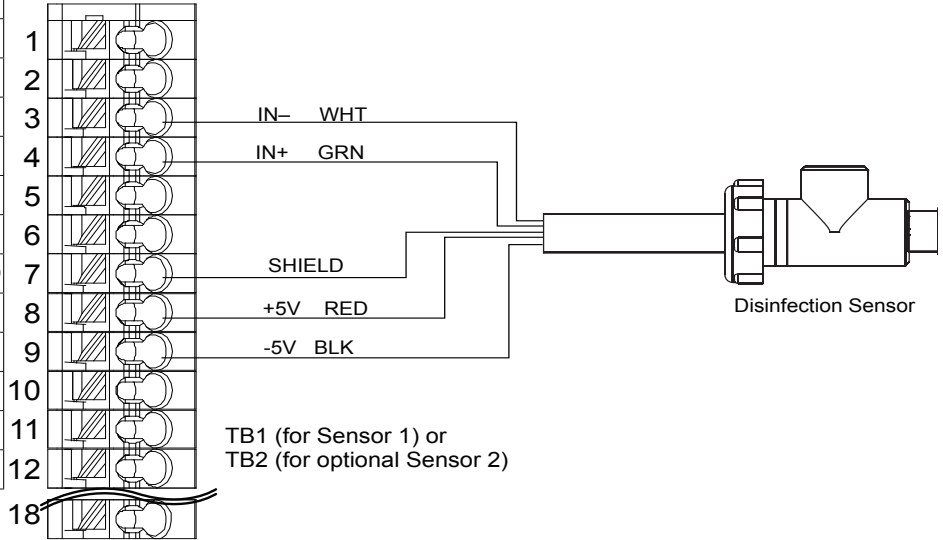 1
2
3
IN– WHT
4
IN+ GRN
5
6
7
SHIELD
8
+5V RED
Disinfection Sensor
9
-5V BLK
10
11
TB1 (for Sensor 1) or
TB2 (for optional Sensor 2)
12
18